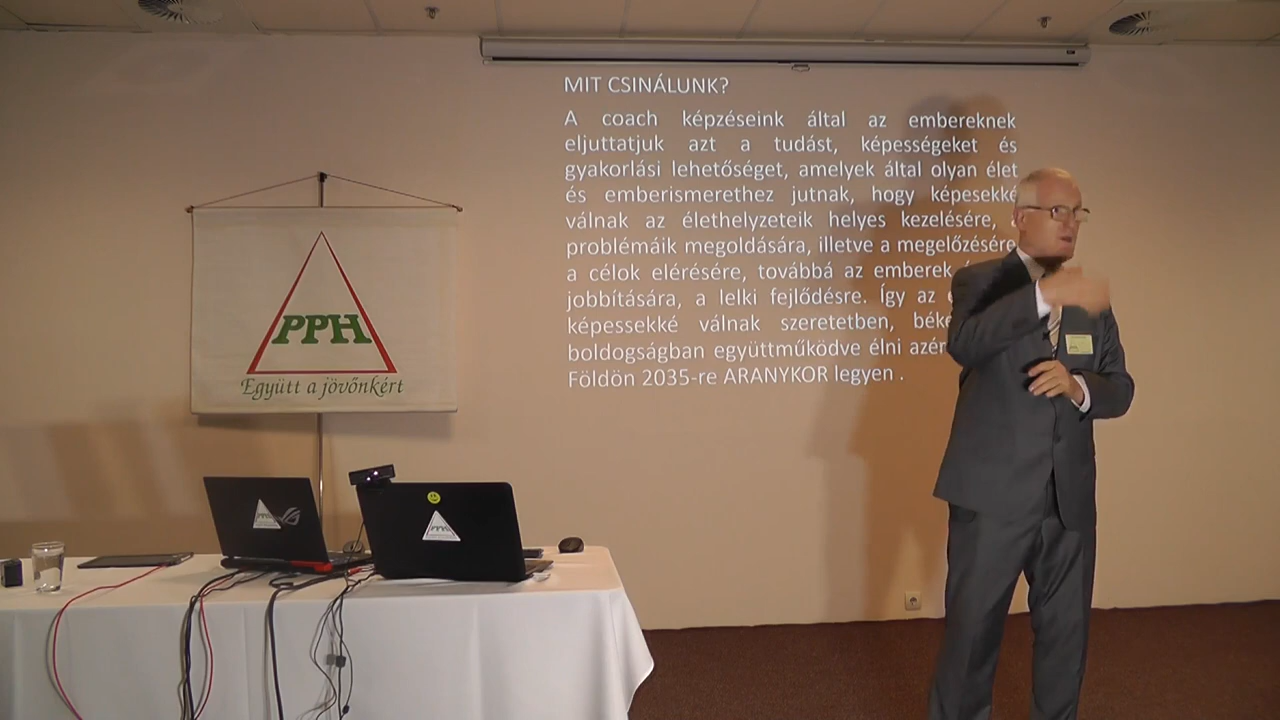 MIT CSINÁLUNK?
A coach képzéseink által az embereknek
eljuttatjuk azt a tudást, képességeket és
gyakorlási lehetőséget, amelyek által olyan élet
és emberismerethez jutnak, hogy képesekké
válnak az élethelyzeteik helyes kezelésére,
problémáik megoldására, illetve a megelőzésére
a célok elérésére, továbbá az emberek
jobbítására, a lelki fejlődésre. Így az
képessekké válnak szeretetben,
boldogságban együttműködve élni
Földön 2035-re ARANYKOR legyen .
PPH
Együtt a jövőnkért